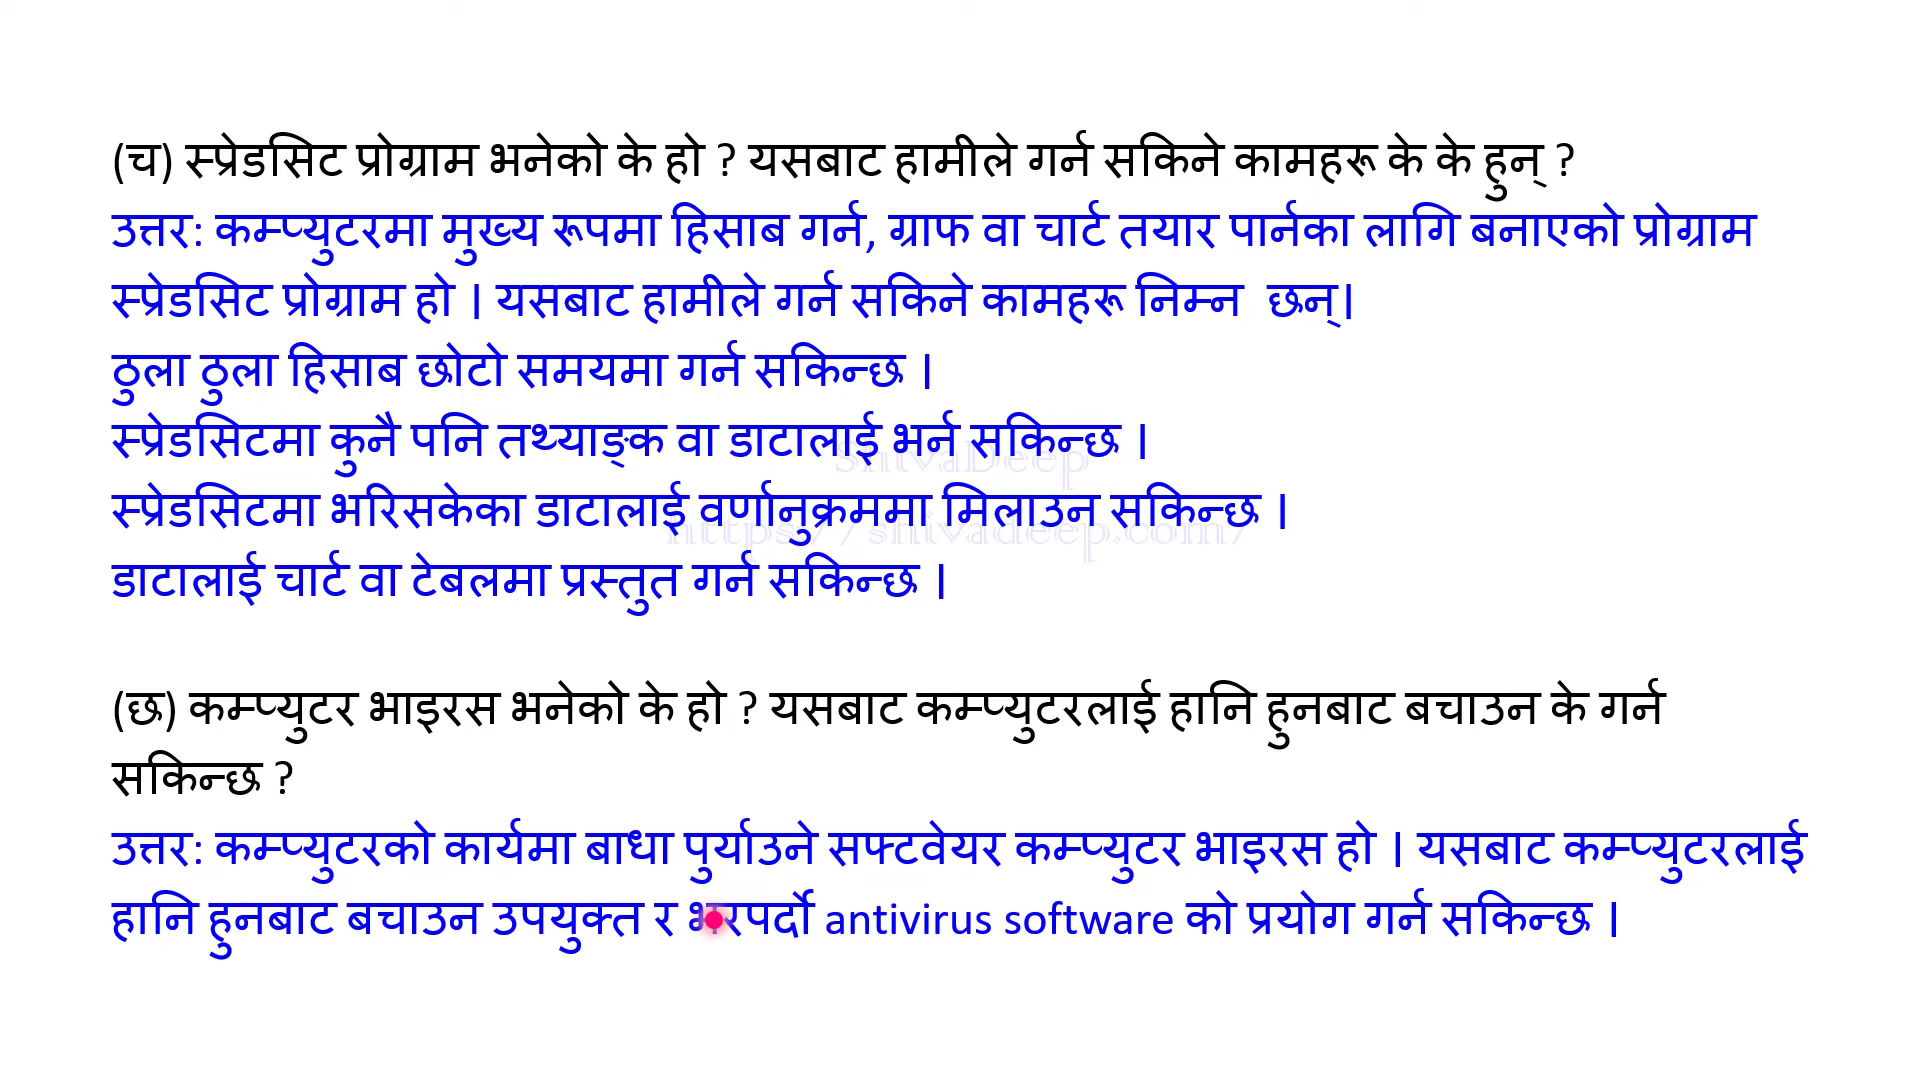 (च) स्प्रेडसिट प्रोग्राम भनेको के हो ? यसबाट हामीले गर्न सकिने कामहरू के के हुन् ?
उत्तर: कम्प्युटरमा मुख्य रूपमा हिसाब गर्न, ग्राफ वा चार्ट तयार पार्नका लागि बनाएको प्रोग्राम
स्प्रेडसिट प्रोग्राम हो । यसबाट हामीले गर्न सकिने कामहरू निम्न छन्।
ठुला ठुला हिसाब छोटो समयमा गर्न सकिन्छ ।
स्प्रेडसिटमा कुनै पनि तथ्याङ्क वा डाटालाई भर्न सकिन्छ ।
ShivaDeep
स्प्रेडसिटमा भरिसकेका डाटालाई वर्णानुक्रममा मिलाउन सकिन्छ ।
https://shivadeep.com/
डाटालाई चार्ट वा टेबलमा प्रस्तुत गर्न सकिन्छ ।
(छ) कम्प्युटर भाइरस भनेको के हो ? यसबाट कम्प्युटरलाई हानि हुनबाट बचाउन के गर्न
सकिन्छ ?
उत्तर: कम्प्युटरको कार्यमा बाधा पुर्याउने सफ्टवेयर कम्प्युटर भाइरस हो । यसबाट कम्प्युटरलाई
हानि हुनबाट बचाउन उपयुक्त र भरपर्दो antivirus software को प्रयोग गर्न सकिन्छ ।